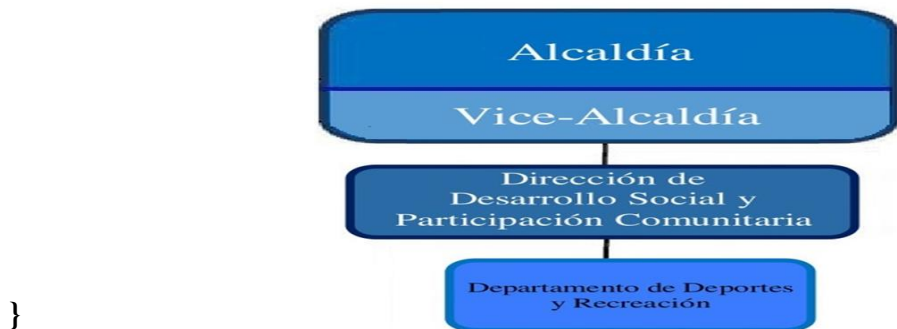 Alcaldía
Vice-Alcaldía
Dirección de
Desarrollo Social y
Participación Comunitaria
Departamento de Deportes
y Recreación
}